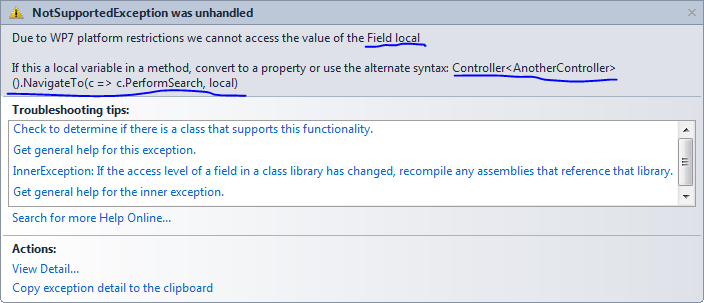 NotSupportedException was unhandled
Due to WP7 platform restrictions we cannot access the value of the Field local
If this a local variable in a method, convert to a property or use the alternate syntax: Controller<AnotherController>
().NavigateTo(c => c.PerformSearch, local)
Troubleshooting tips:
Check to determine if there is a class that supports this functionality.
Get general help for this exception.
InnerException: If the access level of a field in a class library has changed, recompile any assemblies that reference that library.
Get general help for the inner exception.
Search for more Help Online...
Actions:
View Detail...
Copy exception detail to the clipboard